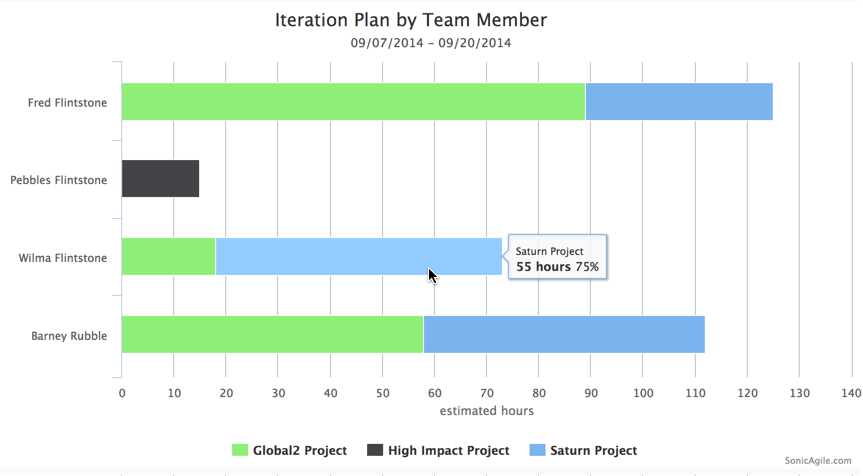 Iteration Plan by Team Member
09/07/2014 – 09/20/2014
Fred Flintstone
Pebbles Flintstone
Wilma Flintstone
Saturn Project
55 hours 75%
Barney Rubble
0 10 20 30 40 50 60 70 80 90 100 110 120 130 140
estimated hours
Global2 Project High Impact Project Saturn Project
SonicAgile.com